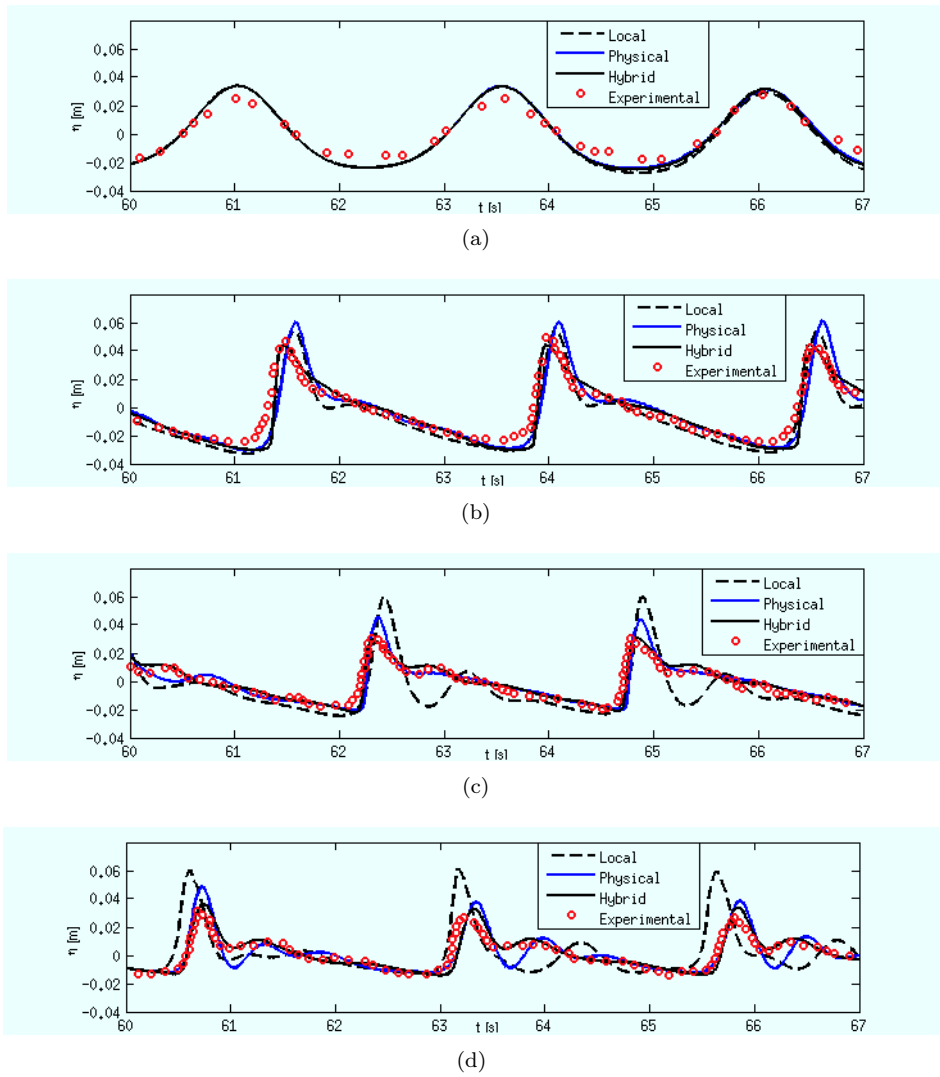 0.06
0.04
0.02
0
-0.02
-0.04
η [m]
Local
Physical
Hybrid
Experimental
60 61 62 63 64 65 66 67
t [s]
(a)
0.06
0.04
0.02
0
-0.02
-0.04
η [m]
Local
Physical
Hybrid
Experimental
60 61 62 63 64 65 66 67
t [s]
(b)
0.06
0.04
0.02
0
-0.02
-0.04
η [m]
Local
Physical
Hybrid
Experimental
60 61 62 63 64 65 66 67
t [s]
(c)
0.06
0.04
0.02
0
-0.02
-0.04
η [m]
Local
Physical
Hybrid
Experimental
60 61 62 63 64 65 66 67
t [s]
(d)